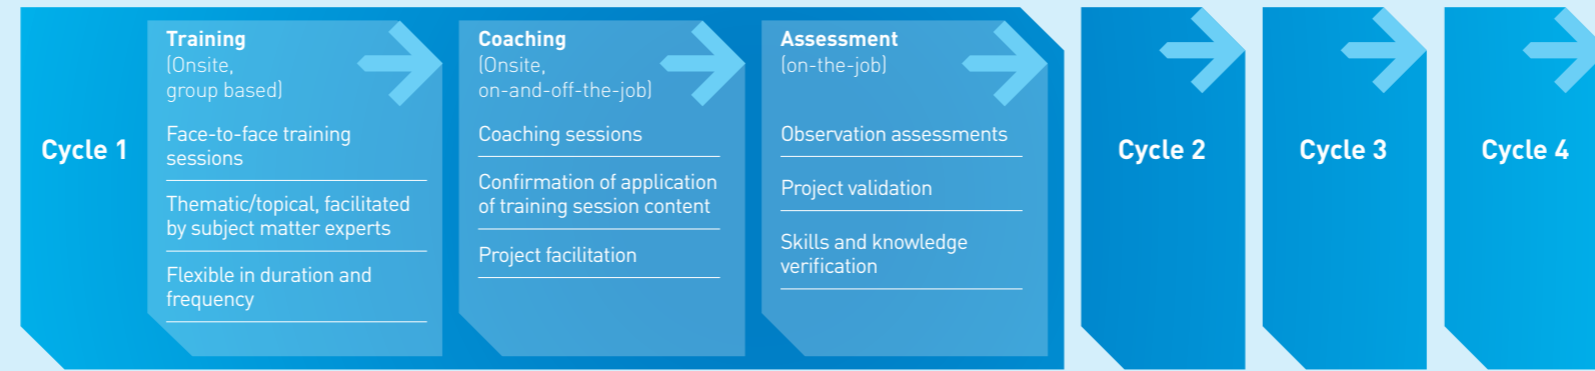 Cycle 1
Training
(Onsite,
group based)
Face-to-face training
sessions
Thematic/topical, facilitated
by subject matter experts
Flexible in duration and
frequency
Coaching
(Onsite,
on-and-off-the-job)
Coaching sessions
Confirmation of application
of training session content
Project facilitation
Assessment
(on-the-job)
Observation assessments
Project validation
Skills and knowledge
verification
Cycle 2
Cycle 3
Cycle 4